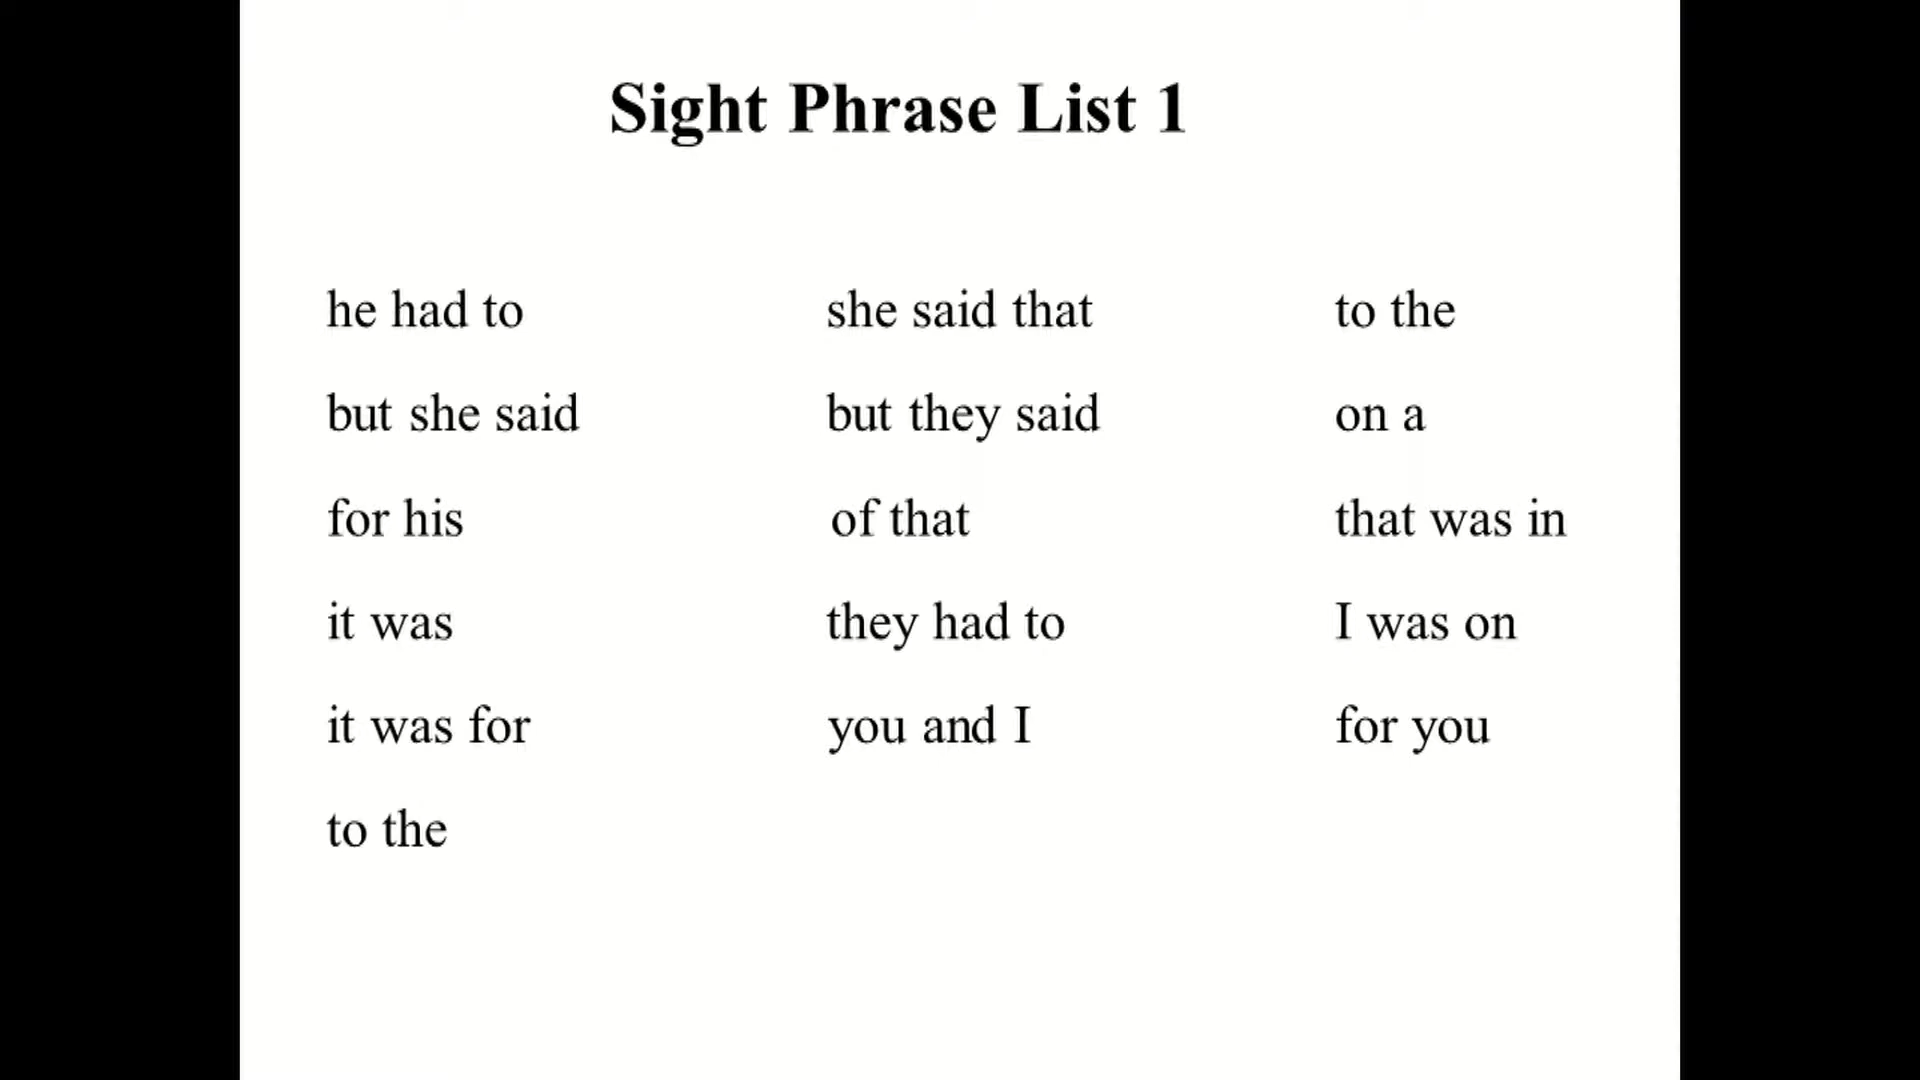 Sight Phrase List 1
he had to
but she said
for his
it was
it was for
to the
she said that
but they said
of that
they had to
you and I
to the
on a
that was in
I was on
for you